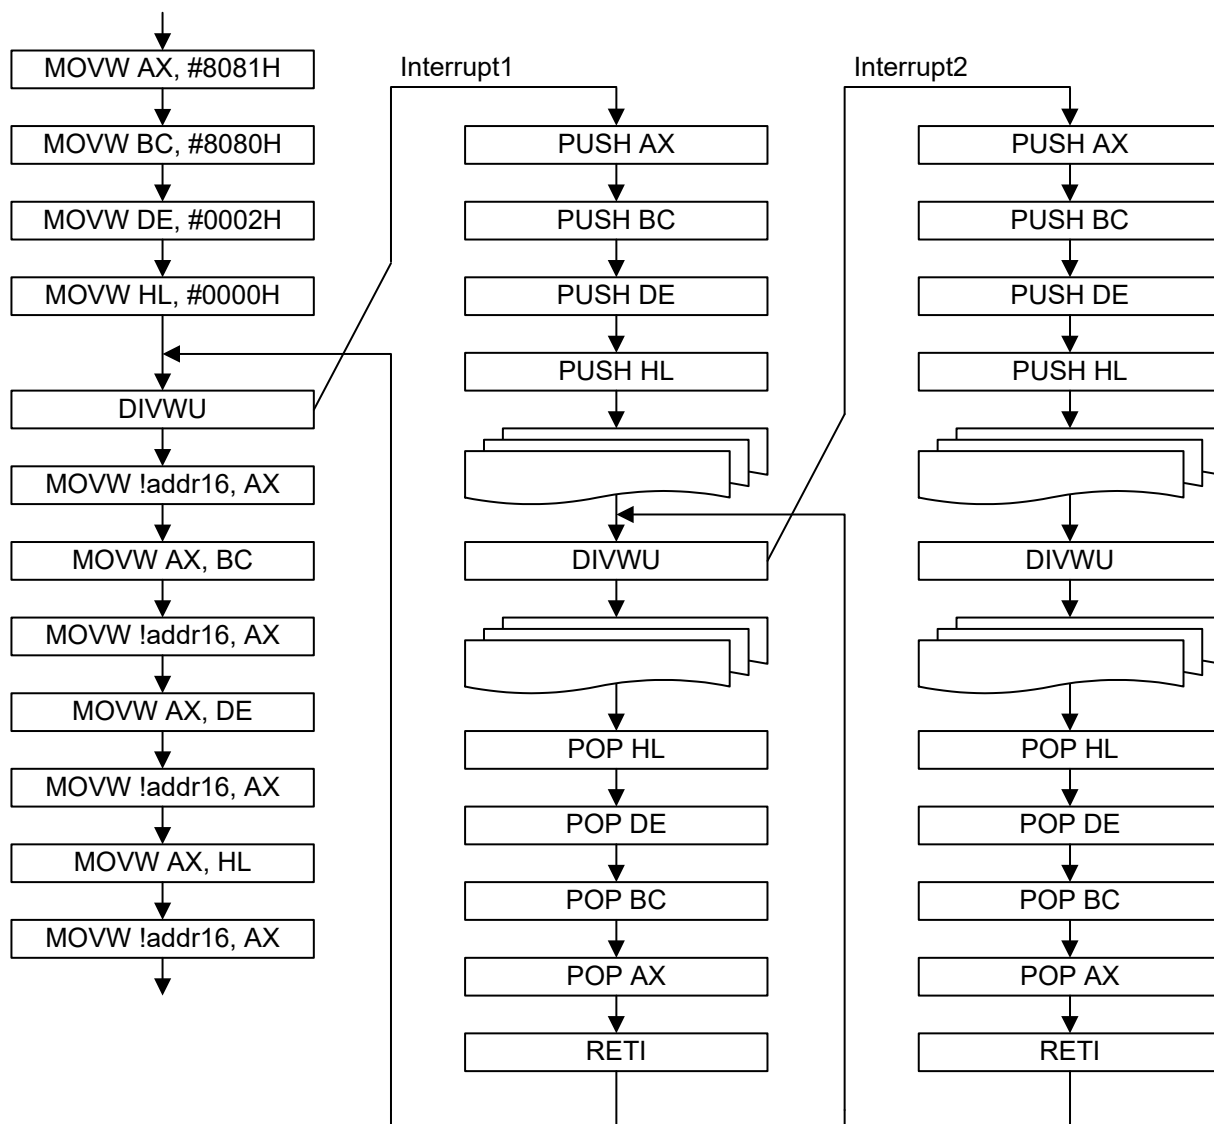 MOVW AX, #8081H
MOVW BC, #8080H
MOVW DE, #0002H
MOVW HL, #0000H
DIVWU
MOVW !addr16, AX
MOVW AX, BC
MOVW !addr16, AX
MOVW AX, DE
MOVW !addr16, AX
MOVW AX, HL
MOVW !addr16, AX
Interrupt1
PUSH AX
PUSH BC
PUSH DE
PUSH HL
DIVWU
POP HL
POP DE
POP BC
POP AX
RETI
Interrupt2
PUSH AX
PUSH BC
PUSH DE
PUSH HL
DIVWU
POP HL
POP DE
POP BC
POP AX
RETI